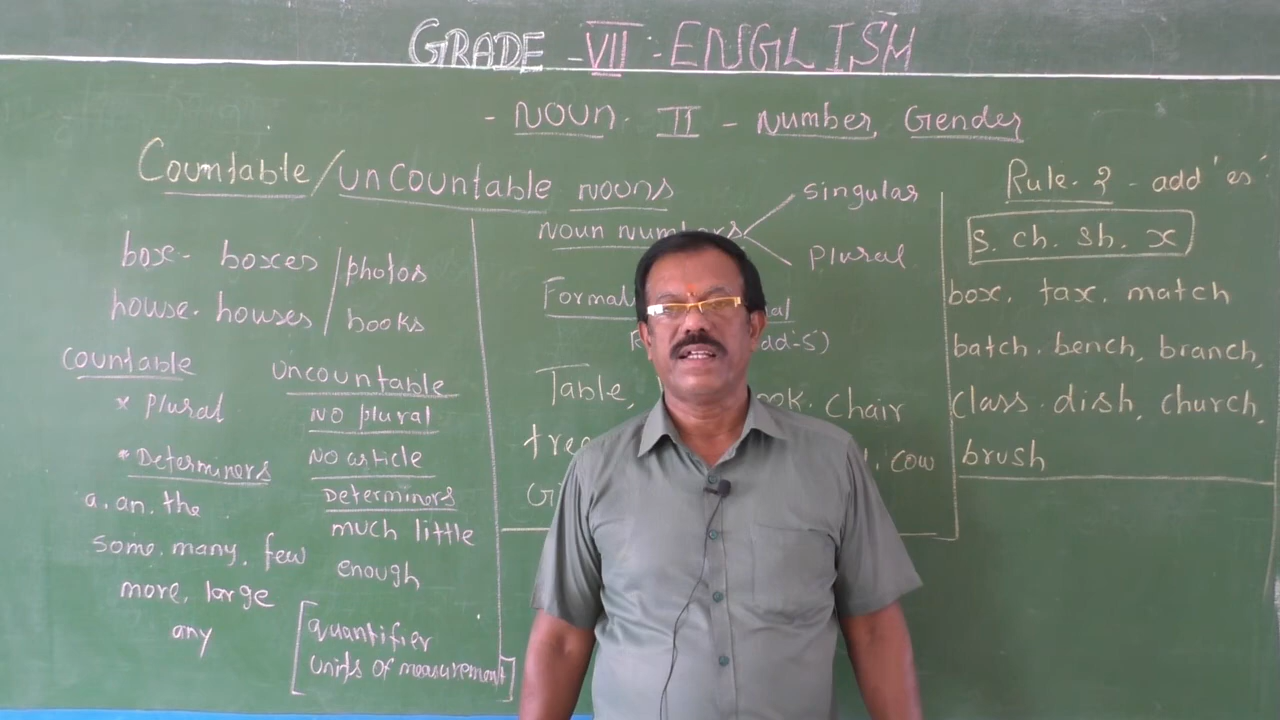 GRADE - VII - ENGLISH
- NOUN. II - Number, Gender
Countable/uncountable nouns
box - boxes / photos
house. houses / books
countable
* plural
* Determiners
a. an. the
some. many. few
more. large
any
uncountable
No plural
No article
Determiners
much little
enough
quantifier
units of measurement
noun numbers
singular
plural
add-s)
Table,
chair
cow
Rule. 2 - add 'es'
s. ch. sh. x
box. tax. match
batch. bench, branch,
class. dish, church,
brush